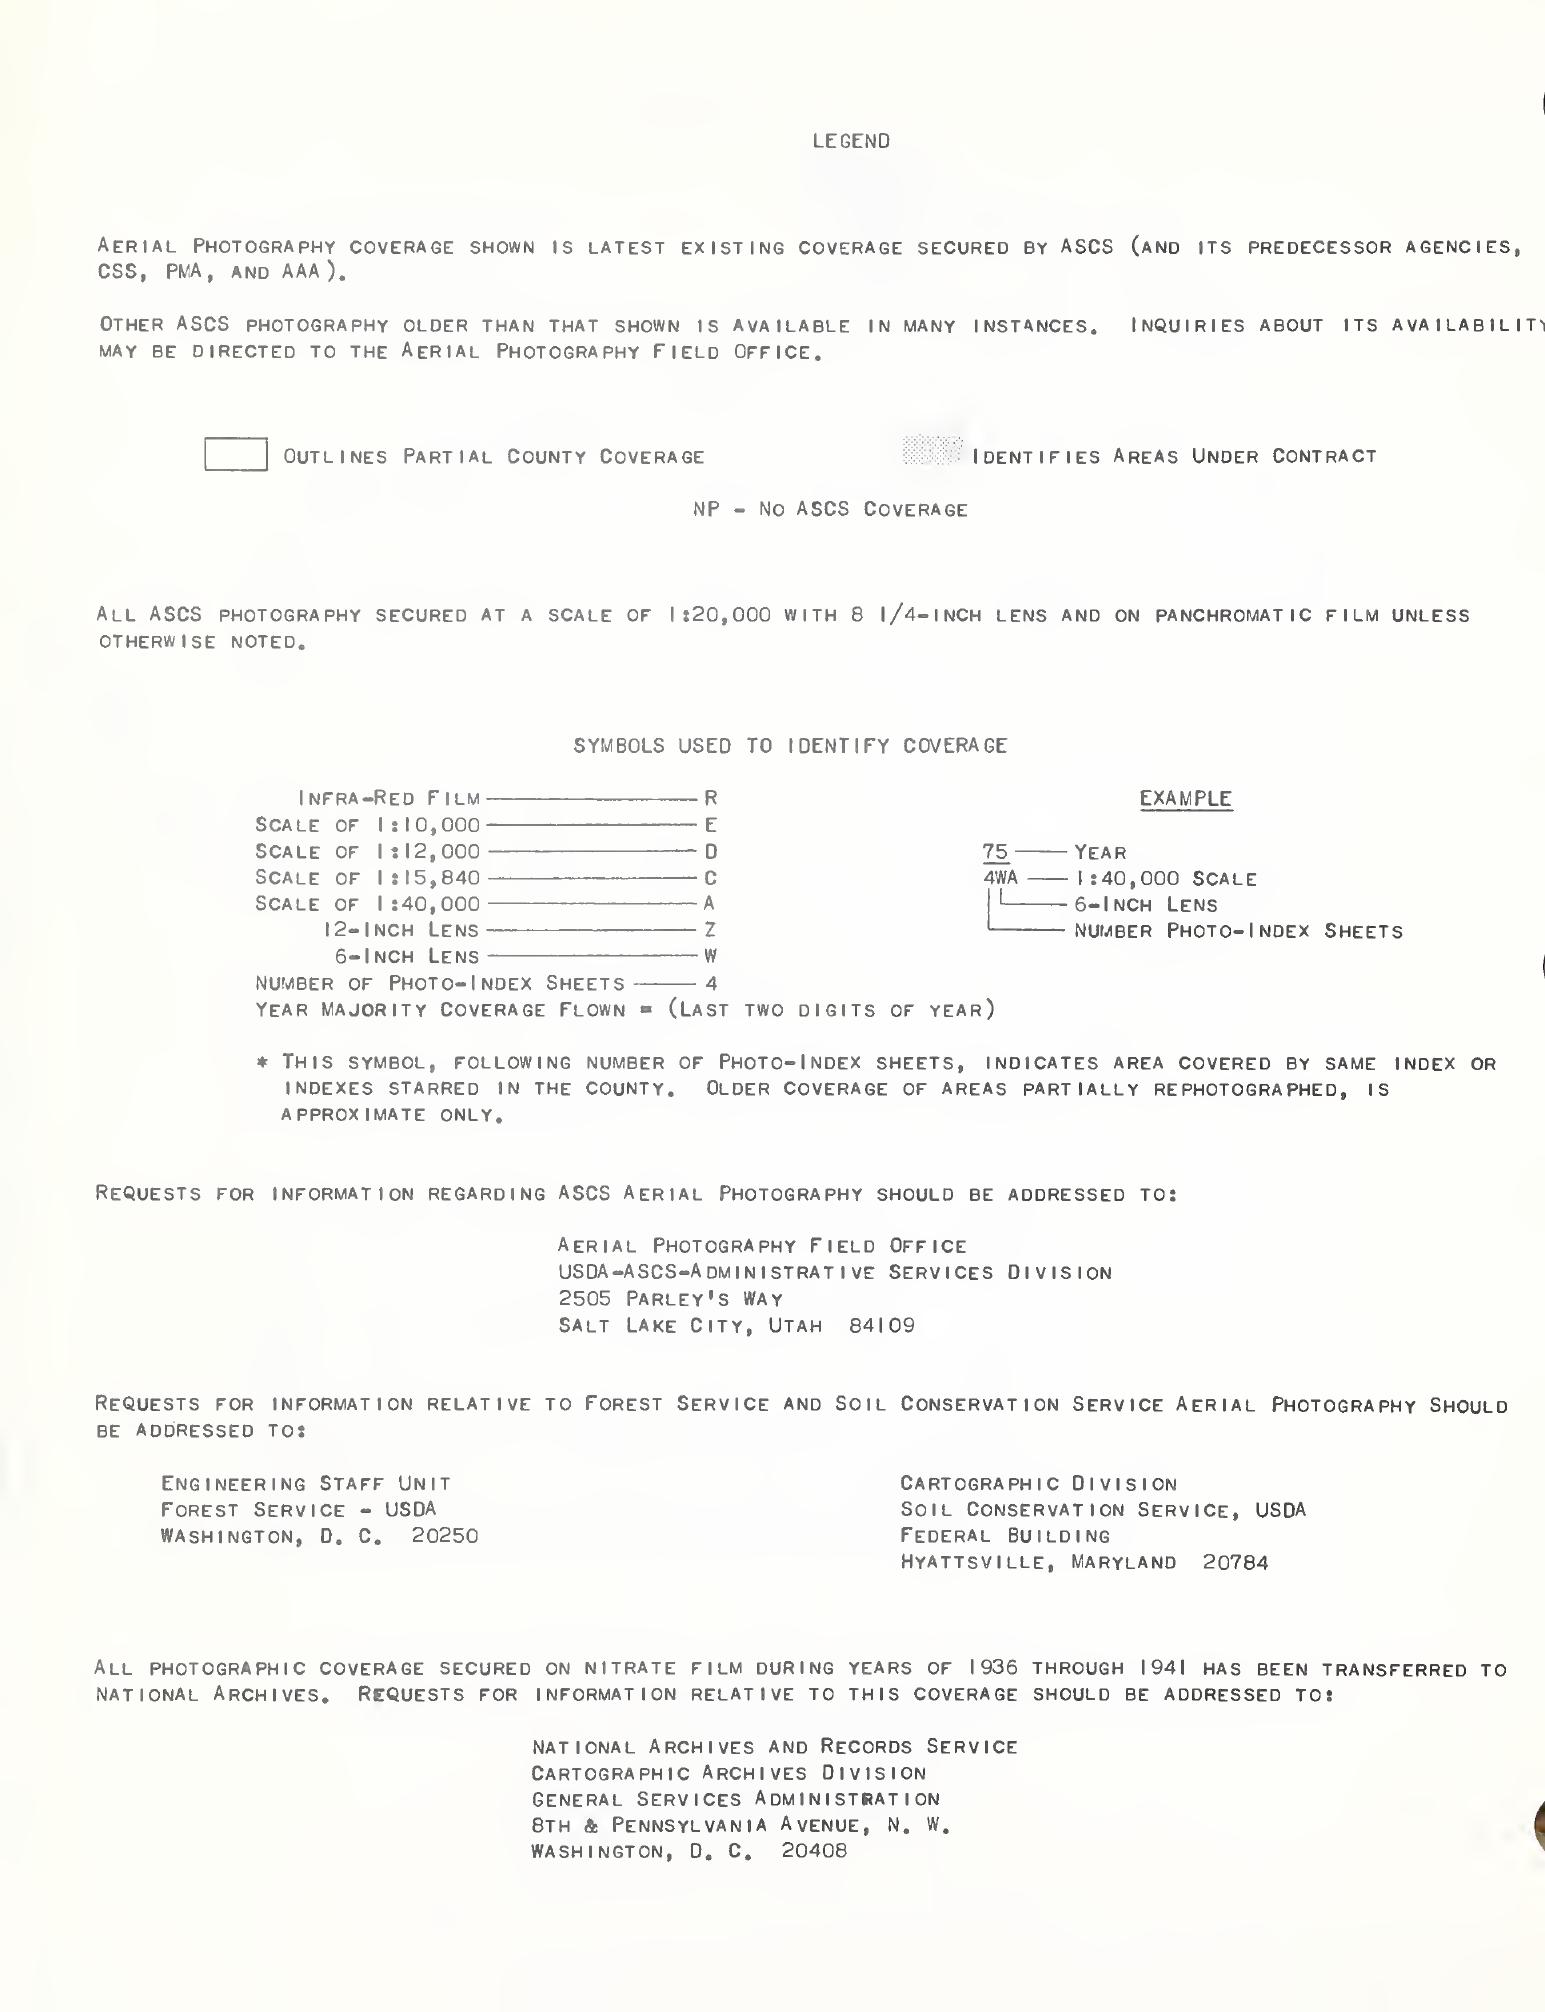 LEGEND
AERIAL PHOTOGRAPHY COVERAGE SHOWN IS LATEST EXISTING COVERAGE SECURED BY ASCS (AND ITS PREDECESSOR AGENCIES,
CSS, PMA, AND AAA).
OTHER ASCS PHOTOGRAPHY OLDER THAN THAT SHOWN IS AVAILABLE IN MANY INSTANCES. INQUIRIES ABOUT ITS AVAILABILITY
MAY BE DIRECTED TO THE AERIAL PHOTOGRAPHY FIELD OFFICE.
OUTLINES PARTIAL COUNTY COVERAGE
IDENTIFIES AREAS UNDER CONTRACT
NP - NO ASCS COVERAGE
ALL ASCS PHOTOGRAPHY SECURED AT A SCALE OF 1:20,000 WITH 8 1/4-INCH LENS AND ON PANCHROMATIC FILM UNLESS
OTHERWISE NOTED.
SYMBOLS USED TO IDENTIFY COVERAGE
INFRA-RED FILM R
SCALE OF 1:10,000 E
SCALE OF 1:12,000 D
SCALE OF 1:15,840 C
SCALE OF 1:40,000 A
12-INCH LENS Z
6-INCH LENS W
NUMBER OF PHOTO-INDEX SHEETS 4
YEAR MAJORITY COVERAGE FLOWN = (LAST TWO DIGITS OF YEAR)
EXAMPLE
75 YEAR
4WA 1:40,000 SCALE
6-INCH LENS
NUMBER PHOTO-INDEX SHEETS
* THIS SYMBOL, FOLLOWING NUMBER OF PHOTO-INDEX SHEETS, INDICATES AREA COVERED BY SAME INDEX OR
INDEXES STARRED IN THE COUNTY. OLDER COVERAGE OF AREAS PARTIALLY REPHOTOGRAPHED, IS
APPROXIMATE ONLY.
REQUESTS FOR INFORMATION REGARDING ASCS AERIAL PHOTOGRAPHY SHOULD BE ADDRESSED TO:
AERIAL PHOTOGRAPHY FIELD OFFICE
USDA-ASCS-ADMINISTRATIVE SERVICES DIVISION
2505 PARLEY'S WAY
SALT LAKE CITY, UTAH 84109
REQUESTS FOR INFORMATION RELATIVE TO FOREST SERVICE AND SOIL CONSERVATION SERVICE AERIAL PHOTOGRAPHY SHOULD
BE ADDRESSED TO:
ENGINEERING STAFF UNIT
FOREST SERVICE - USDA
WASHINGTON, D. C. 20250
CARTOGRAPHIC DIVISION
SOIL CONSERVATION SERVICE, USDA
FEDERAL BUILDING
HYATTSVILLE, MARYLAND 20784
ALL PHOTOGRAPHIC COVERAGE SECURED ON NITRATE FILM DURING YEARS OF 1936 THROUGH 1941 HAS BEEN TRANSFERRED TO
NATIONAL ARCHIVES. REQUESTS FOR INFORMATION RELATIVE TO THIS COVERAGE SHOULD BE ADDRESSED TO:
NATIONAL ARCHIVES AND RECORDS SERVICE
CARTOGRAPHIC ARCHIVES DIVISION
GENERAL SERVICES ADMINISTRATION
8TH & PENNSYLVANIA AVENUE, N. W.
WASHINGTON, D. C. 20408